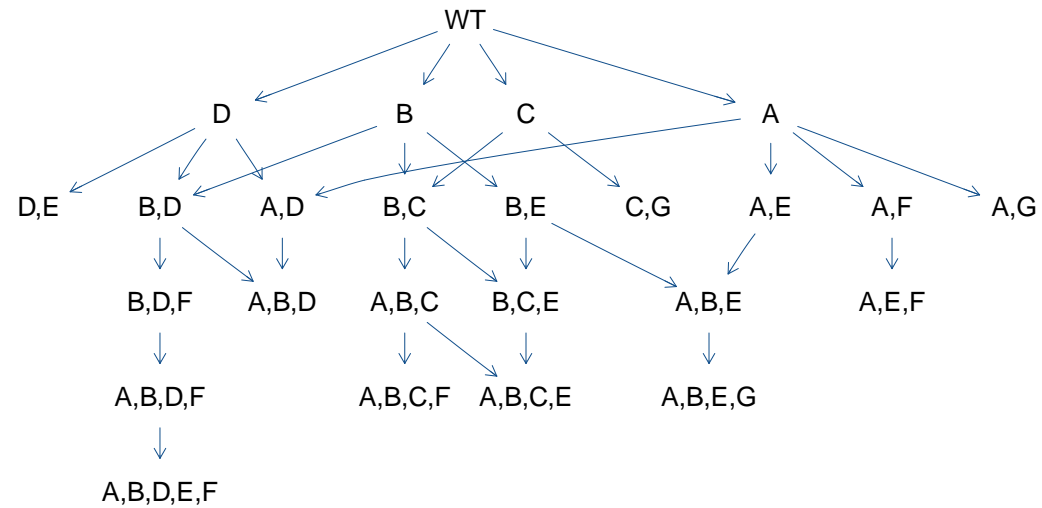 WT
D B C A
D,E B,D A,D B,C B,E C,G A,E A,F A,G
B,D,F A,B,D A,B,C B,C,E A,B,E A,E,F
A,B,D,F A,B,C,F A,B,C,E A,B,E,G
A,B,D,E,F